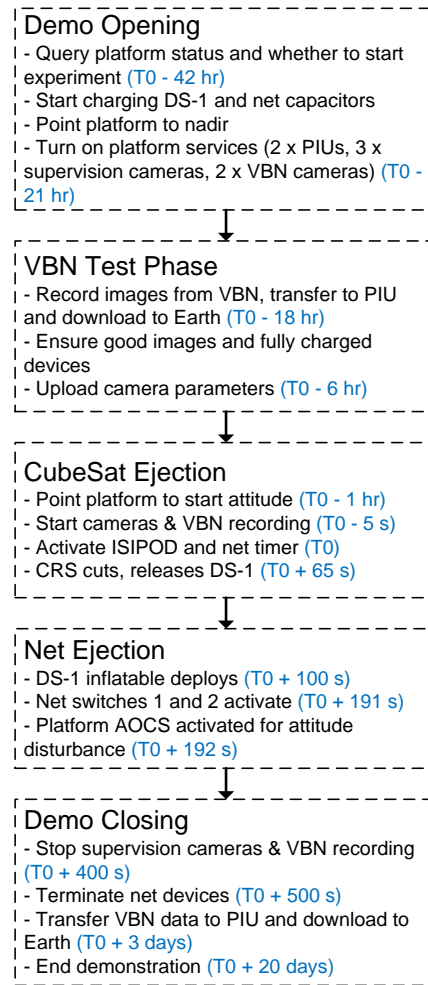 Demo Opening
- Query platform status and whether to start
experiment (T0 - 42 hr)
- Start charging DS-1 and net capacitors
- Point platform to nadir
- Turn on platform services (2 x PIUs, 3 x
supervision cameras, 2 x VBN cameras) (T0 -
21 hr)
VBN Test Phase
- Record images from VBN, transfer to PIU
and download to Earth (T0 - 18 hr)
- Ensure good images and fully charged
devices
- Upload camera parameters (T0 - 6 hr)
CubeSat Ejection
- Point platform to start attitude (T0 - 1 hr)
- Start cameras & VBN recording (T0 - 5 s)
- Activate ISIPOD and net timer (T0)
- CRS cuts, releases DS-1 (T0 + 65 s)
Net Ejection
- DS-1 inflatable deploys (T0 + 100 s)
- Net switches 1 and 2 activate (T0 + 191 s)
- Platform AOCS activated for attitude
disturbance (T0 + 192 s)
Demo Closing
- Stop supervision cameras & VBN recording
(T0 + 400 s)
- Terminate net devices (T0 + 500 s)
- Transfer VBN data to PIU and download to
Earth (T0 + 3 days)
- End demonstration (T0 + 20 days)